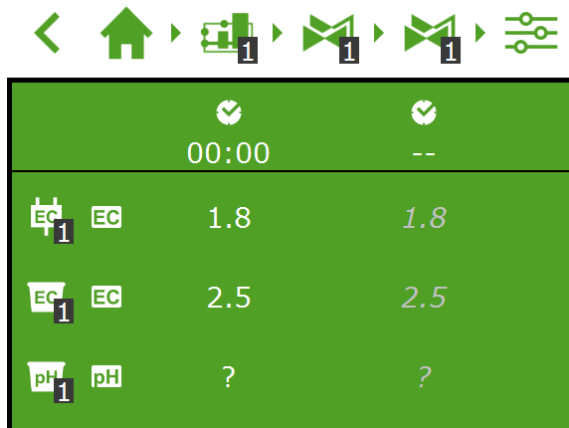 1 1 1
00:00 --
EC 1 EC 1.8 1.8
EC 1 EC 2.5 2.5
pH 1 pH ? ?